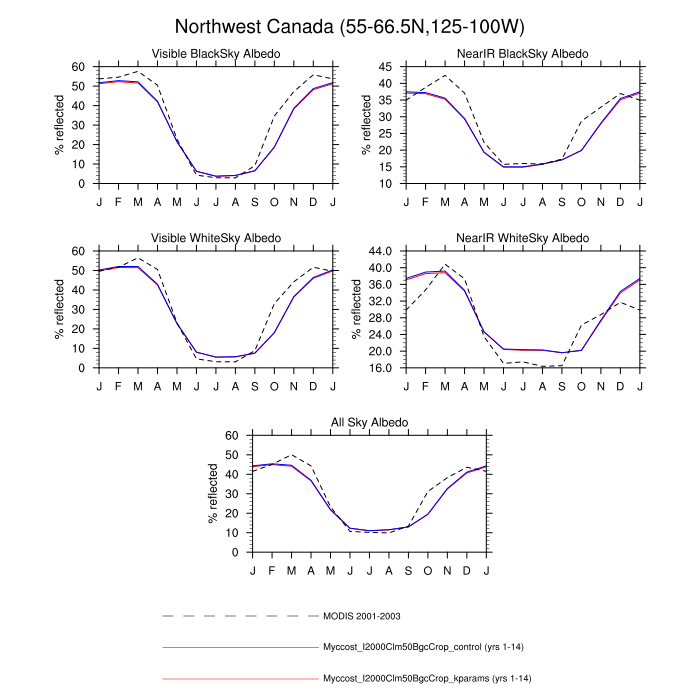 Northwest Canada (55-66.5N,125-100W)
Visible BlackSky Albedo
% reflected
60
50
40
30
20
10
0
J F M A M J J A S O N D J
NearIR BlackSky Albedo
% reflected
45
40
35
30
25
20
15
10
J F M A M J J A S O N D J
Visible WhiteSky Albedo
% reflected
60
50
40
30
20
10
0
J F M A M J J A S O N D J
NearIR WhiteSky Albedo
% reflected
44.0
40.0
36.0
32.0
28.0
24.0
20.0
16.0
J F M A M J J A S O N D J
All Sky Albedo
% reflected
60
50
40
30
20
10
0
J F M A M J J A S O N D J
MODIS 2001-2003
Myccost_I2000Clm50BgcCrop_control (yrs 1-14)
Myccost_I2000Clm50BgcCrop_kparams (yrs 1-14)